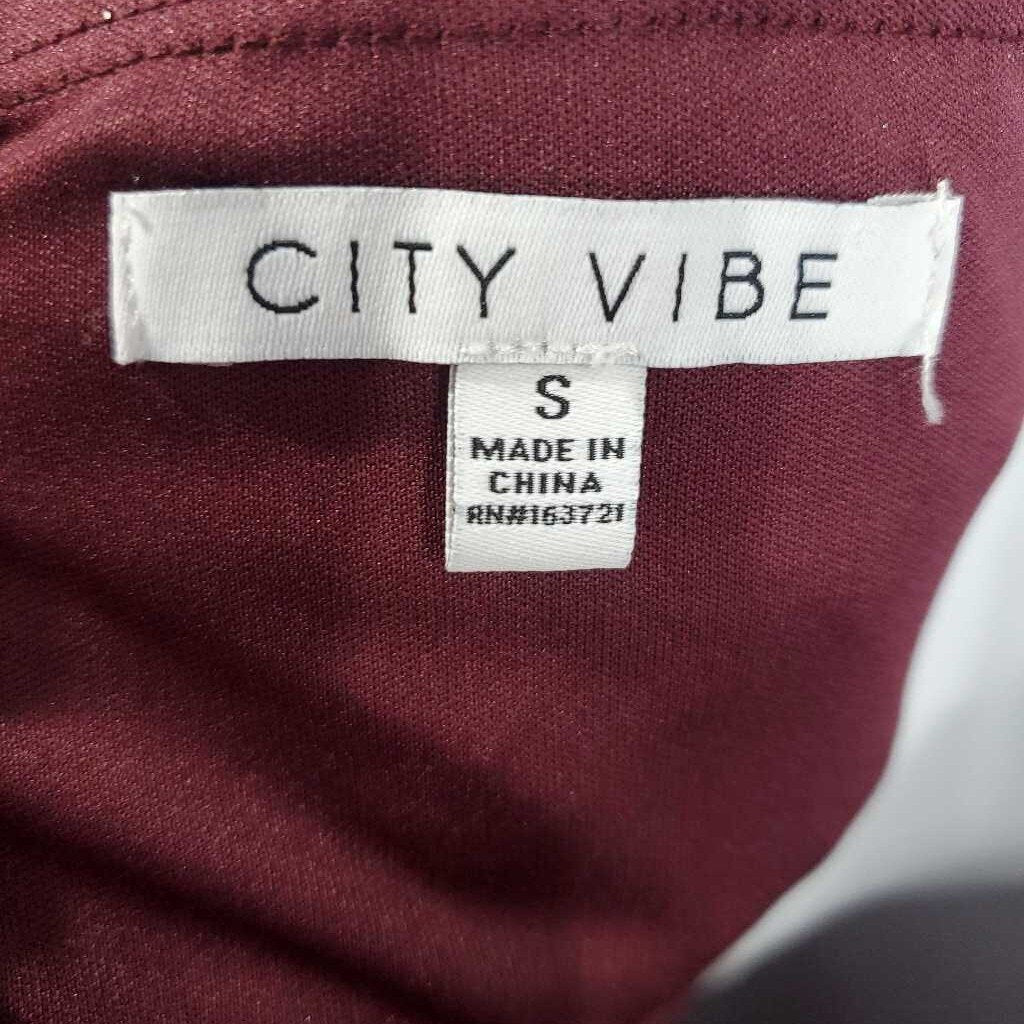 CITY VIBE
S
MADE IN
CHINA
RN#163721